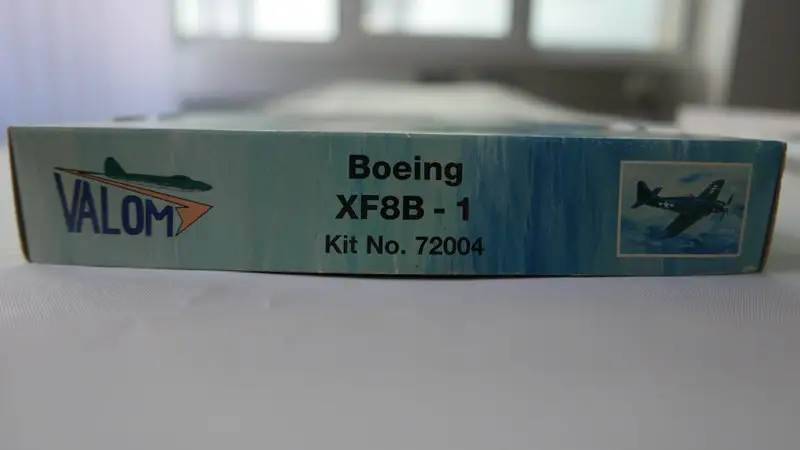 VALOM
Boeing
XF8B - 1
Kit No. 72004